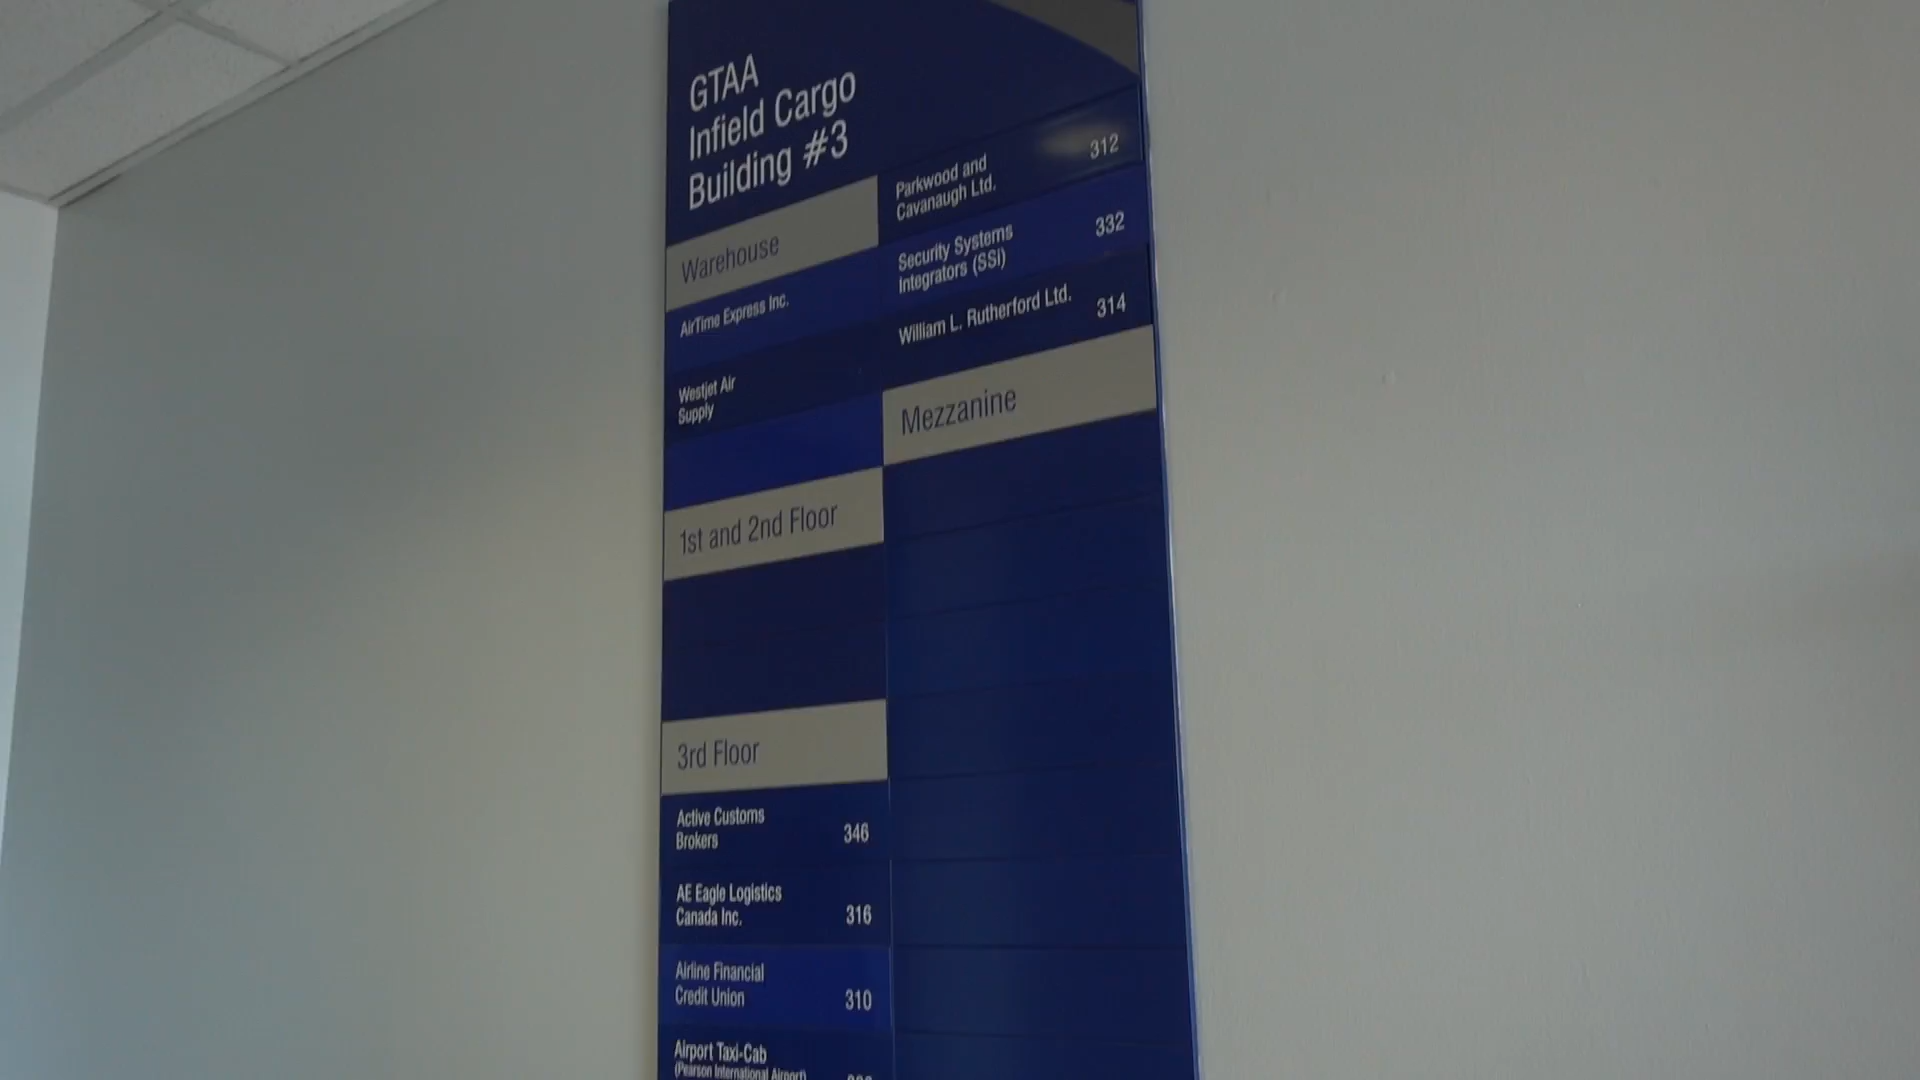 GTAA
Infield Cargo
Building #3
Warehouse
AirTime Express Inc.
Westjet Air
Supply
1st and 2nd Floor
3rd Floor
Active Customs
Brokers 346
AE Eagle Logistics
Canada Inc. 316
Airline Financial
Credit Union 310
Airport Taxi-Cab
(Pearson International Airport)
Parkwood and
Cavanaugh Ltd. 312
Security Systems
Integrators (SSI) 332
William L. Rutherford Ltd. 314
Mezzanine